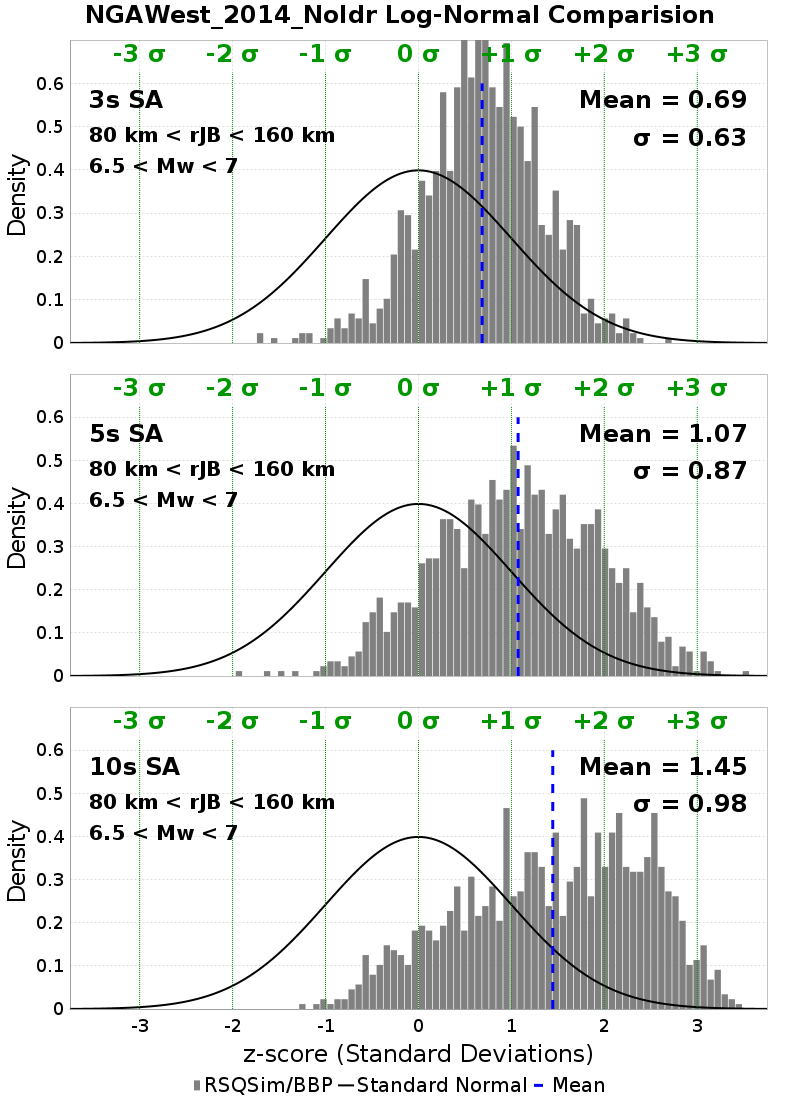 NGAWest_2014_NoIdr Log-Normal Comparision
-3 σ -2 σ -1 σ 0 σ +1 σ +2 σ +3 σ
3s SA
Mean = 0.69
80 km < rJB < 160 km
σ = 0.63
6.5 < Mw < 7
Density
0.6
0.5
0.4
0.3
0.2
0.1
0
-3 σ -2 σ -1 σ 0 σ +1 σ +2 σ +3 σ
5s SA
Mean = 1.07
80 km < rJB < 160 km
σ = 0.87
6.5 < Mw < 7
Density
0.6
0.5
0.4
0.3
0.2
0.1
0
-3 σ -2 σ -1 σ 0 σ +1 σ +2 σ +3 σ
10s SA
Mean = 1.45
80 km < rJB < 160 km
σ = 0.98
6.5 < Mw < 7
Density
0.6
0.5
0.4
0.3
0.2
0.1
0
-3 -2 -1 0 1 2 3
z-score (Standard Deviations)
RSQSim/BBP Standard Normal Mean